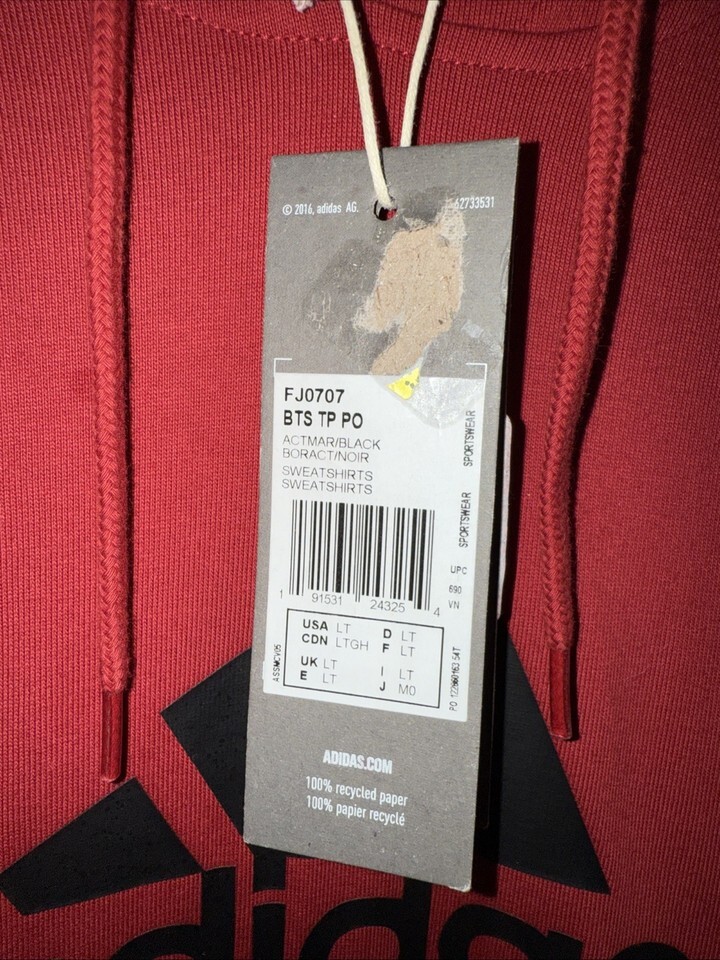 © 2016, adidas AG.
62733531
FJ0707
BTS TP PO
ACTMAR/BLACK
BORACT/NOIR
SWEATSHIRTS
SWEATSHIRTS
SPORTSWEAR
SPORTSWEAR
UPC
690
VN
1 91531 24325 4
USA LT D LT
CDN LTGH F LT
UK LT I LT
E LT J M0
ADIDAS.COM
100% recycled paper
100% papier recyclé
adidas